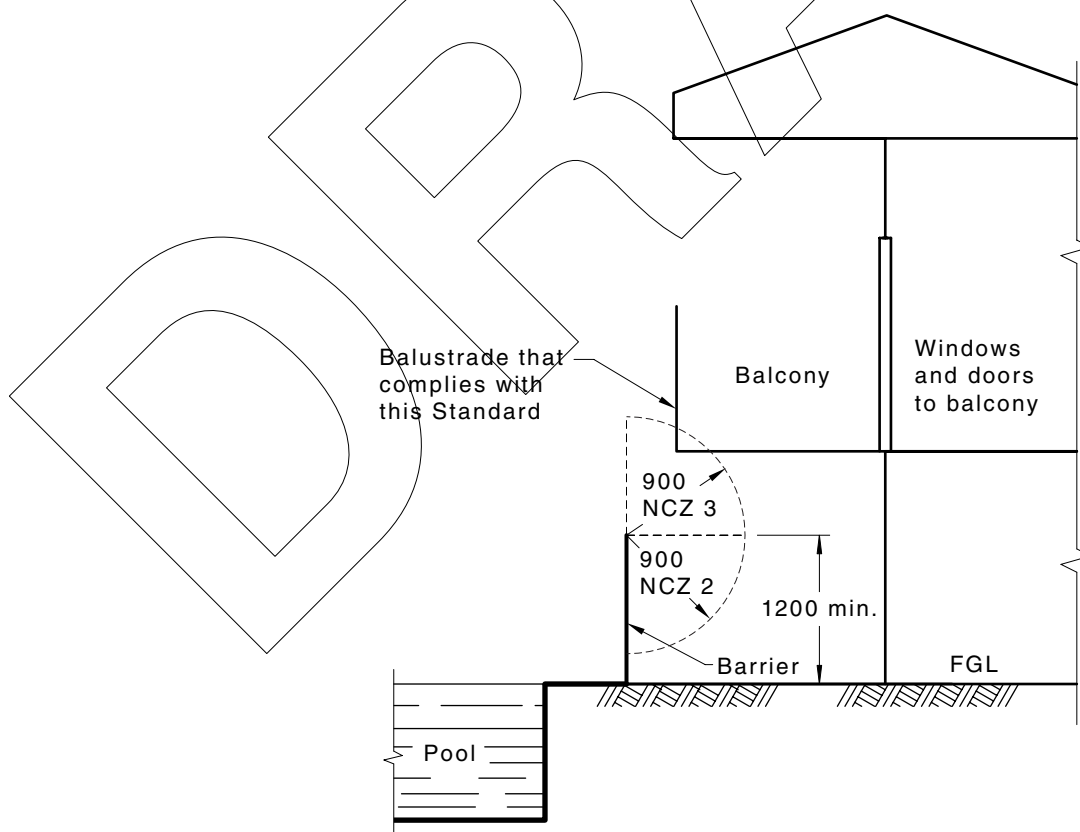 DRA
Balustrade that
complies with
this Standard
Balcony
Windows
and doors
to balcony
900
NCZ 3
900
NCZ 2
1200 min.
Barrier
FGL
Pool